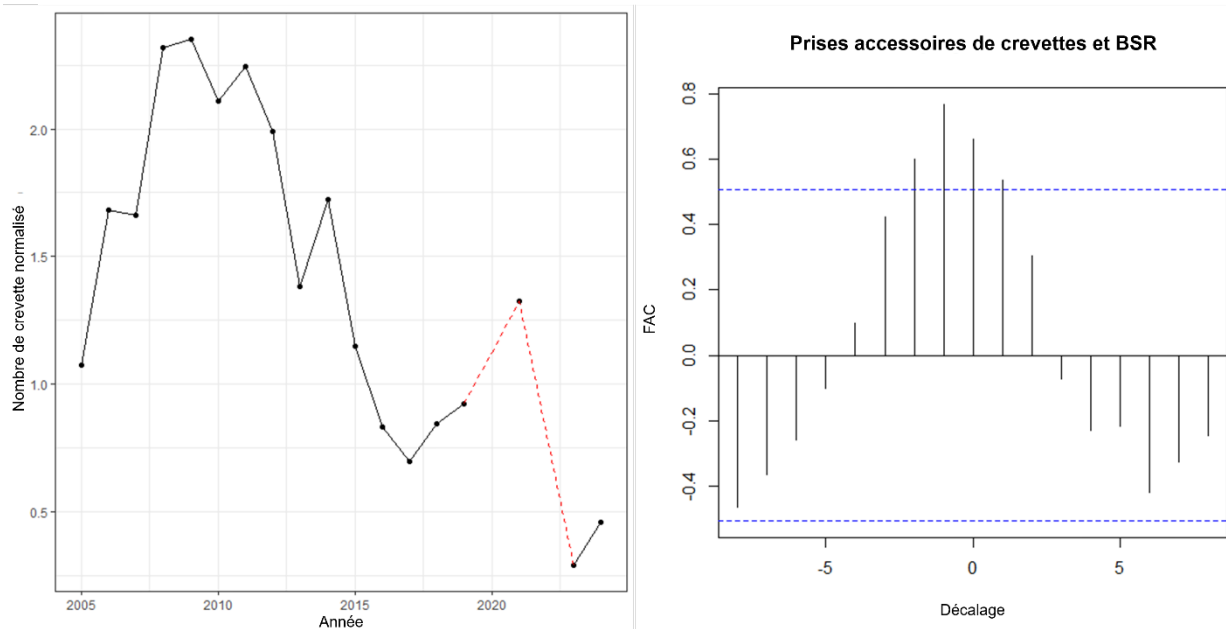 Nombre de crevette normalisé
2.0
1.5
1.0
0.5
2005 2010 2015 2020
Année
Prises accessoires de crevettes et BSR
FAC
0.8
0.6
0.4
0.2
0.0
-0.2
-0.4
-5 0 5
Décalage